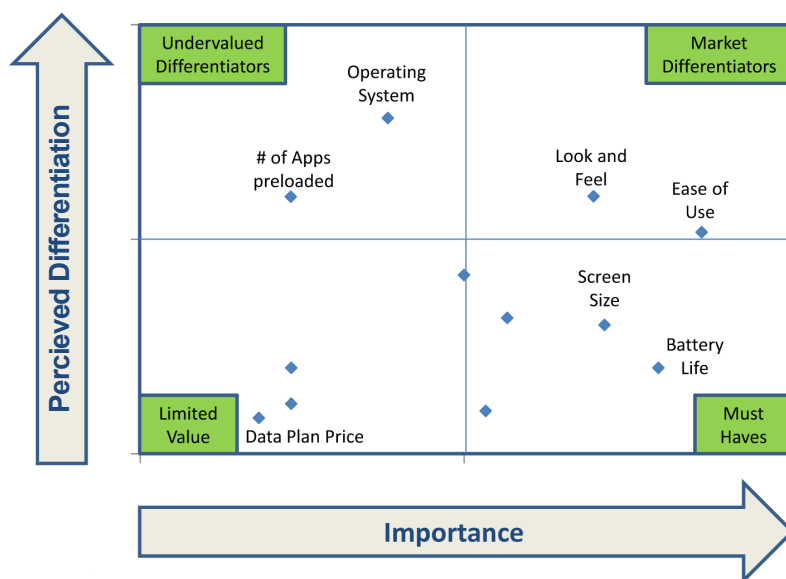 Undervalued
Differentiators
Market
Differentiators
Operating
System
# of Apps
preloaded
Look and
Feel
Ease of
Use
Percieved Differentiation
Screen
Size
Battery
Life
Limited
Value
Data Plan Price
Must
Haves
Importance